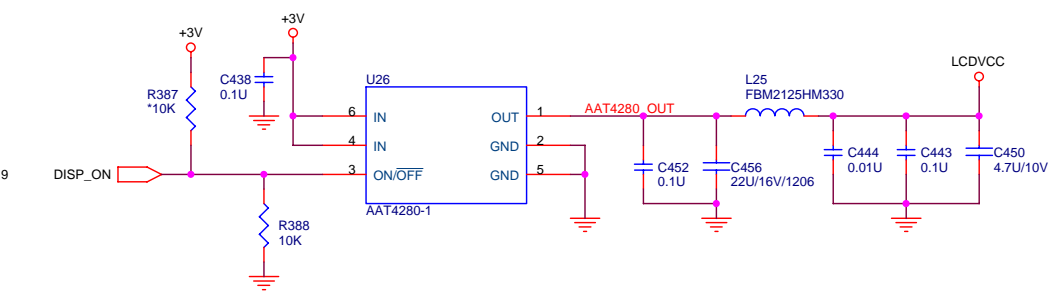 +3V
+3V
LCDVCC
R387
*10K
C438
0.1U
U26
L25
FBM2125HM330
6
IN
OUT
1
AAT4280_OUT
4
IN
GND
2
9
DISP_ON
3
ON/OFF
GND
5
AAT4280-1
C452
0.1U
C456
22U/16V/1206
C444
0.01U
C443
0.1U
C450
4.7U/10V
R388
10K